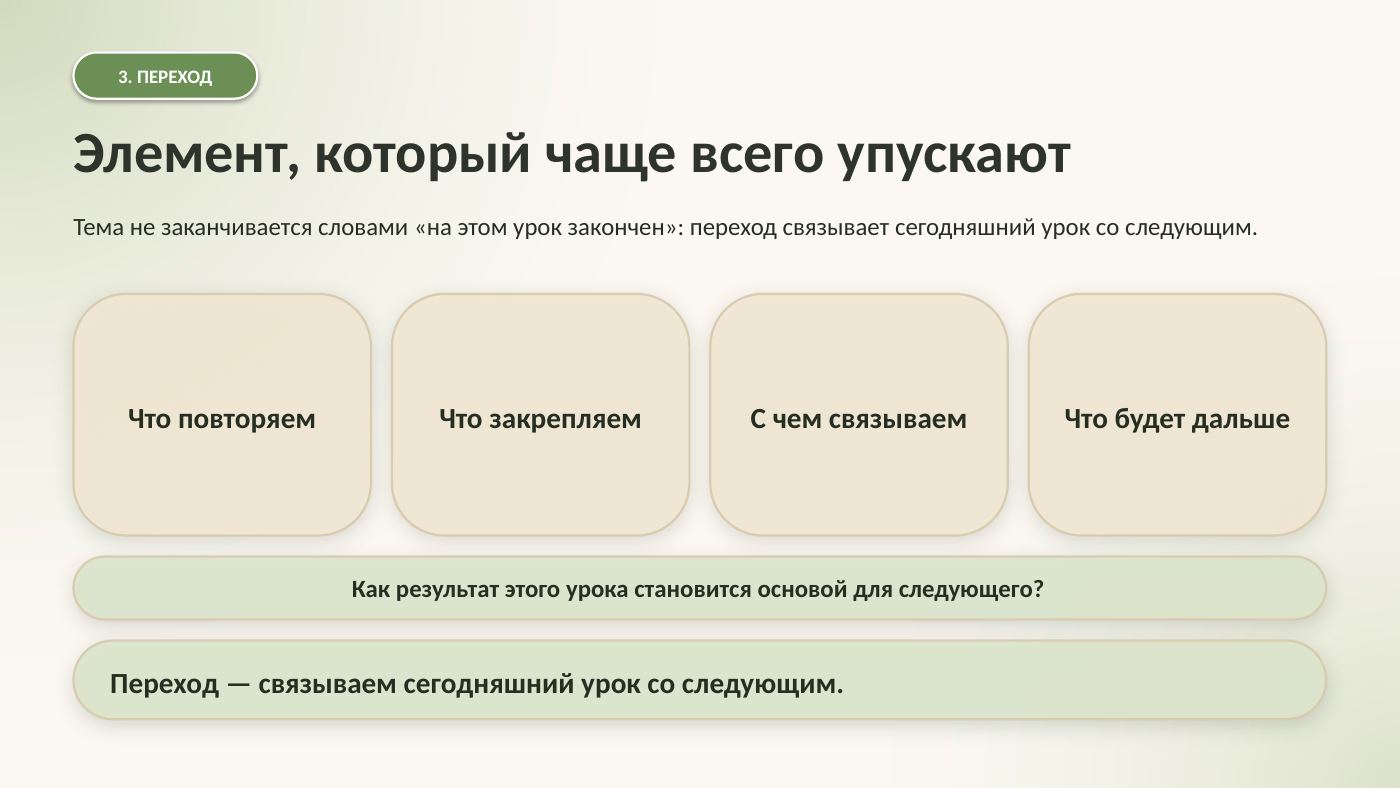 3. ПЕРЕХОД
Элемент, который чаще всего упускают
Тема не заканчивается словами «на этом урок закончен»: переход связывает сегодняшний урок со следующим.
Что повторяем
Что закрепляем
С чем связываем
Что будет дальше
Как результат этого урока становится основой для следующего?
Переход — связываем сегодняшний урок со следующим.